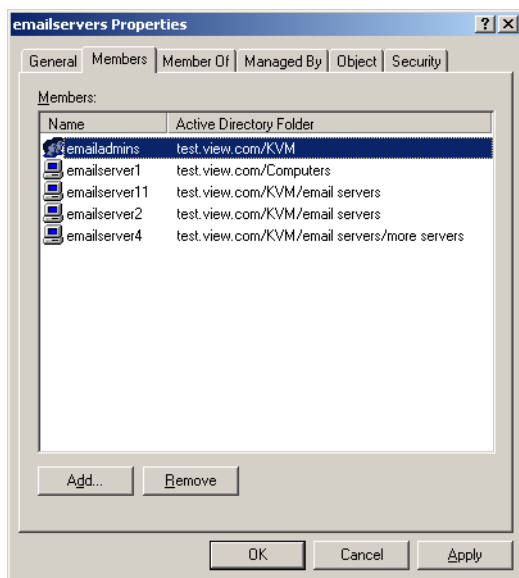 emailservers Properties
General Members Member Of Managed By Object Security
Members:
Name Active Directory Folder
emailadmins test.view.com/KVM
emailserver1 test.view.com/Computers
emailserver11 test.view.com/KVM/email servers
emailserver2 test.view.com/KVM/email servers
emailserver4 test.view.com/KVM/email servers/more servers
Add... Remove
OK Cancel Apply